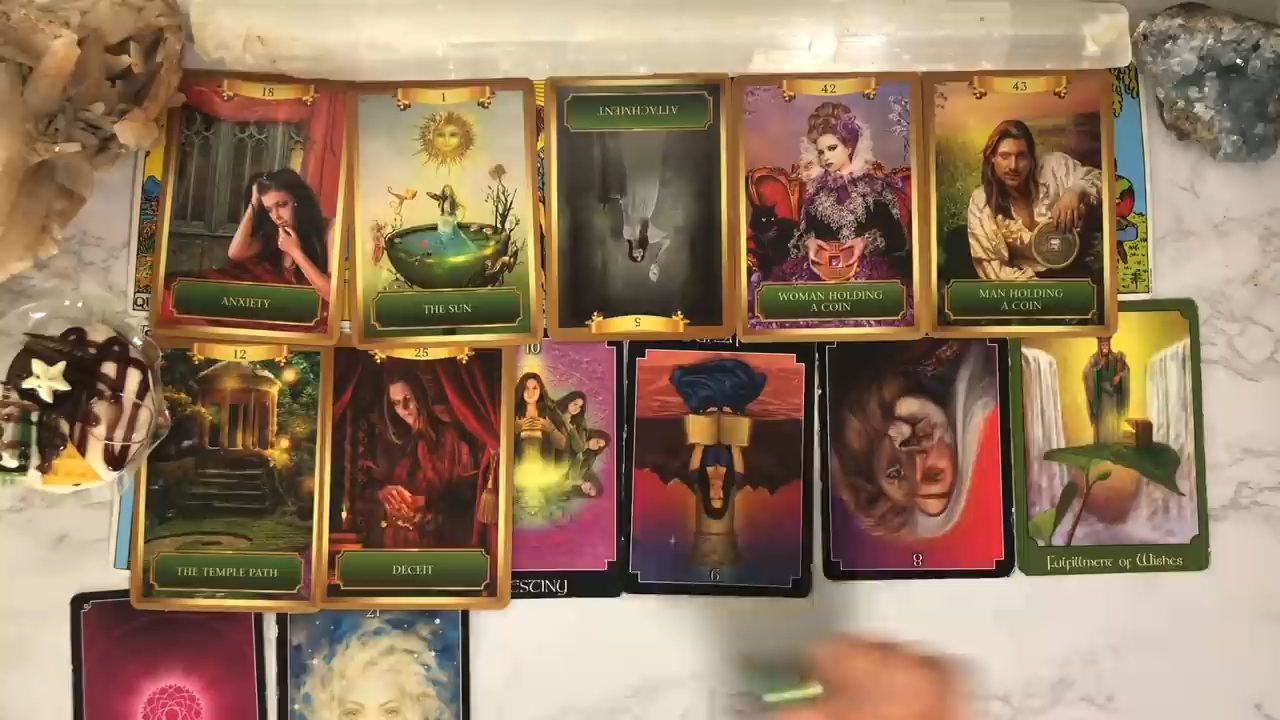 18
ANXIETY
1
THE SUN
ATTACHMENT
5
42
WOMAN HOLDING
A COIN
43
MAN HOLDING
A COIN
12
THE TEMPLE PATH
25
DECEIT
10
ESTINY
6
8
Fulfillment of Wishes
21